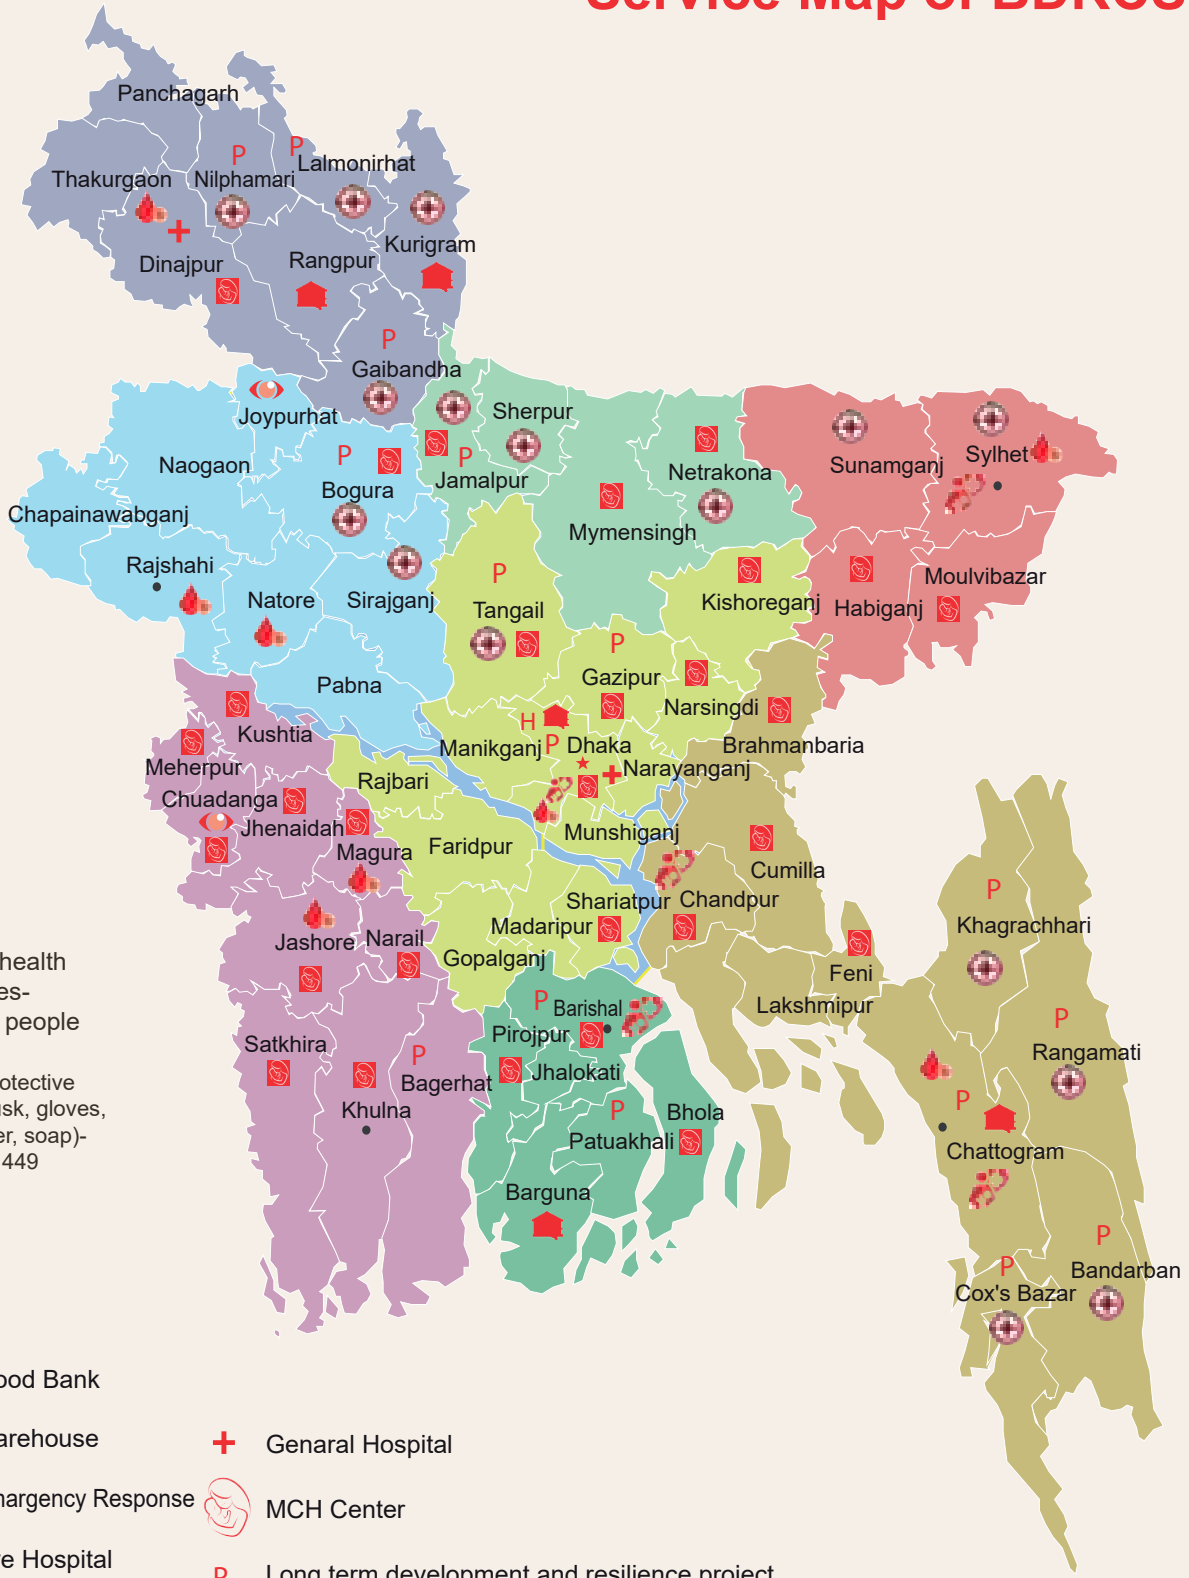 Service Map of BDRCS
Panchagarh
P
P
Lalmonirhat
Thakurgaon
Nilphamari
Kurigram
Dinajpur
Rangpur
P
Gaibandha
Joypurhat
Sherpur
Naogaon
P
P
Jamalpur
Bogura
Netrakona
Sunamganj
Sylhet
Chapainawabganj
Mymensingh
Rajshahi
P
Natore
Sirajganj
Tangail
Kishoreganj
Habiganj
Moulvibazar
P
Pabna
Gazipur
Narsingdi
Kushtia
H
P
Manikganj
Dhaka
Brahmanbaria
Meherpur
Rajbari
Narayanganj
Chuadanga
Jhenaidah
Munshiganj
Magura
Faridpur
Cumilla
Shariatpur
Chandpur
P
Madaripur
Khagrachhari
Jashore
Narail
Gopalganj
health
Feni
es-
people
P
Barishal
Lakshmipur
P
Satkhira
Pirojpur
Rangamati
P
Bagerhat
Jhalokati
otective
sk, gloves,
er, soap)-
449
Khulna
P
Bhola
P
Patuakhali
Chattogram
Barguna
P
P
Bandarban
Cox's Bazar
ood Bank
arehouse
Genaral Hospital
nargency Response
MCH Center
e Hospital
P
Long term development and resilience project